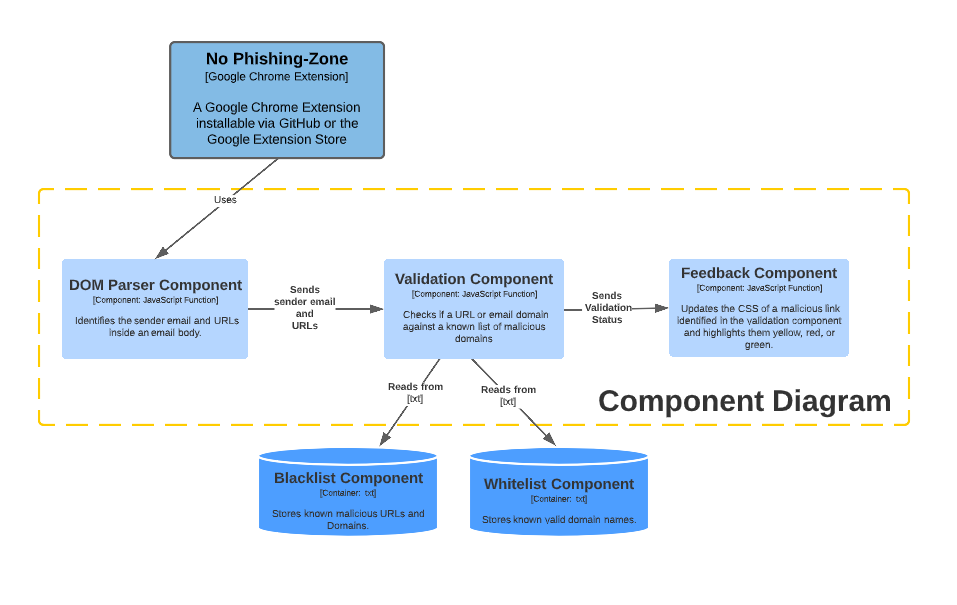 No Phishing-Zone
[Google Chrome Extension]
A Google Chrome Extension
installable via GitHub or the
Google Extension Store
Uses
DOM Parser Component
[Component: JavaScript Function]
Identifies the sender email and URLs
inside an email body.
Sends
sender email
and
URLs
Validation Component
[Component: JavaScript Function]
Checks if a URL or email domain
against a known list of malicious
domains
Sends
Validation
Status
Feedback Component
[Component: JavaScript Function]
Updates the CSS of a malicious link
identified in the validation component
and highlights them yellow, red, or
green.
Reads from
[txt]
Reads from
[txt]
Component Diagram
Blacklist Component
[Container: txt]
Stores known malicious URLs and
Domains.
Whitelist Component
[Container: txt]
Stores known valid domain names.